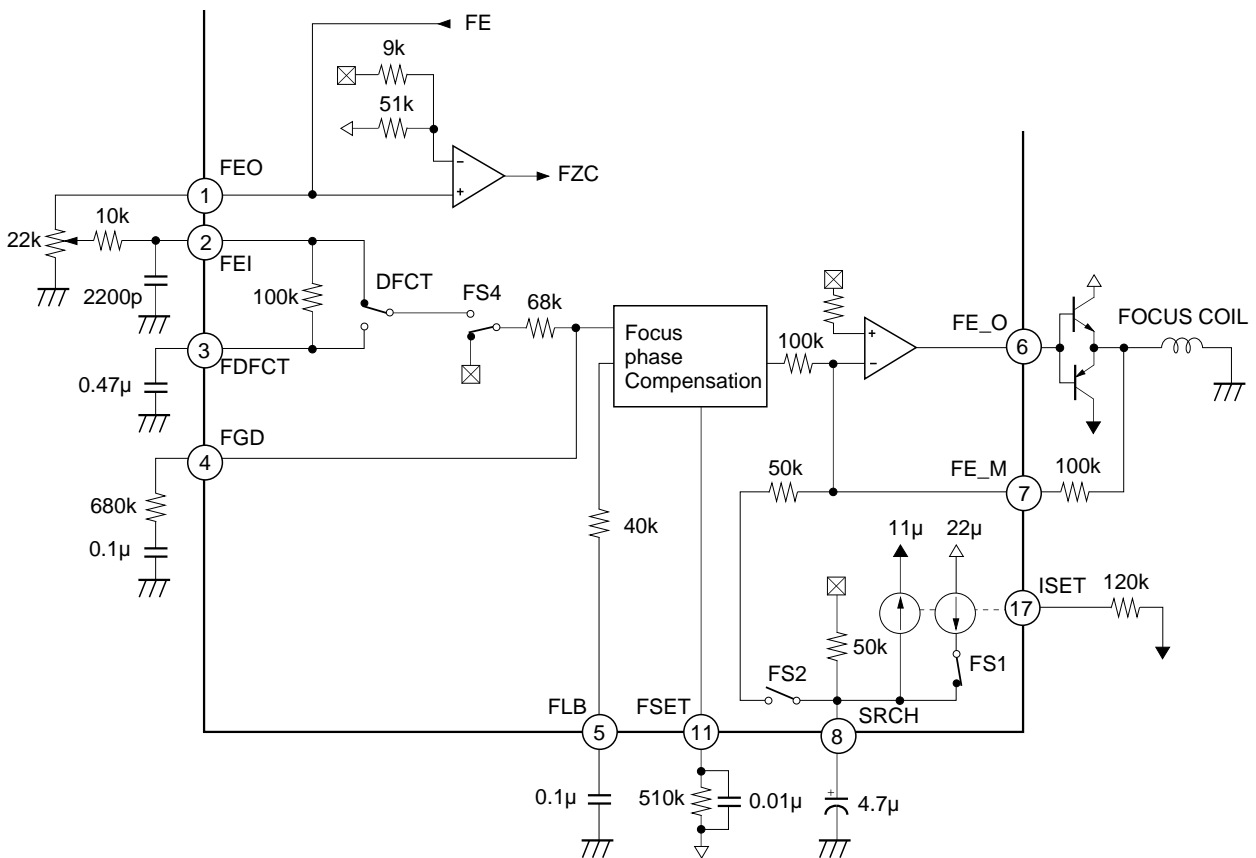 FE
9k
51k
FEO
FZC
1
10k
22k
2
FEI
2200p
100k
DFCT
FS4
68k
Focus
phase
Compensation
100k
FE_O
6
FOCUS COIL
3
FDFCT
0.47µ
FGD
4
50k
FE_M
7
100k
680k
40k
0.1µ
11µ
22µ
ISET
17
120k
50k
FS1
FS2
FLB
FSET
SRCH
5
11
8
0.1µ
510k
0.01µ
+
4.7µ
−
+
+
−